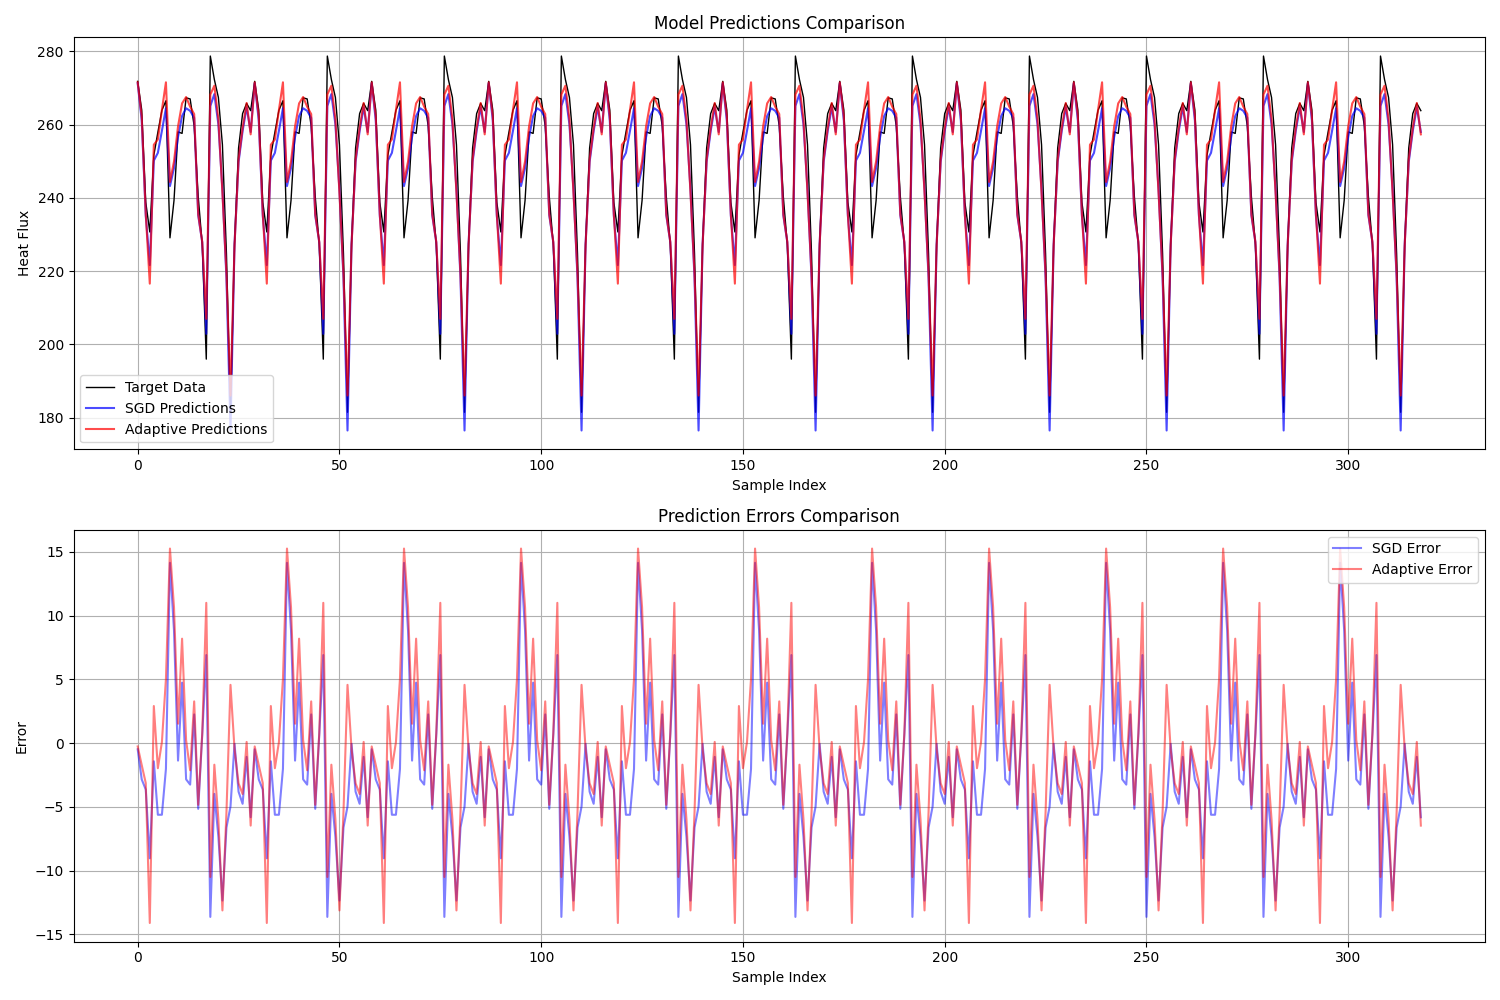 Model Predictions Comparison
Heat Flux
280
260
240
220
200
180
Target Data
SGD Predictions
Adaptive Predictions
0 50 100 150 200 250 300
Sample Index
Prediction Errors Comparison
Error
15
10
5
0
−5
−10
−15
SGD Error
Adaptive Error
0 50 100 150 200 250 300
Sample Index